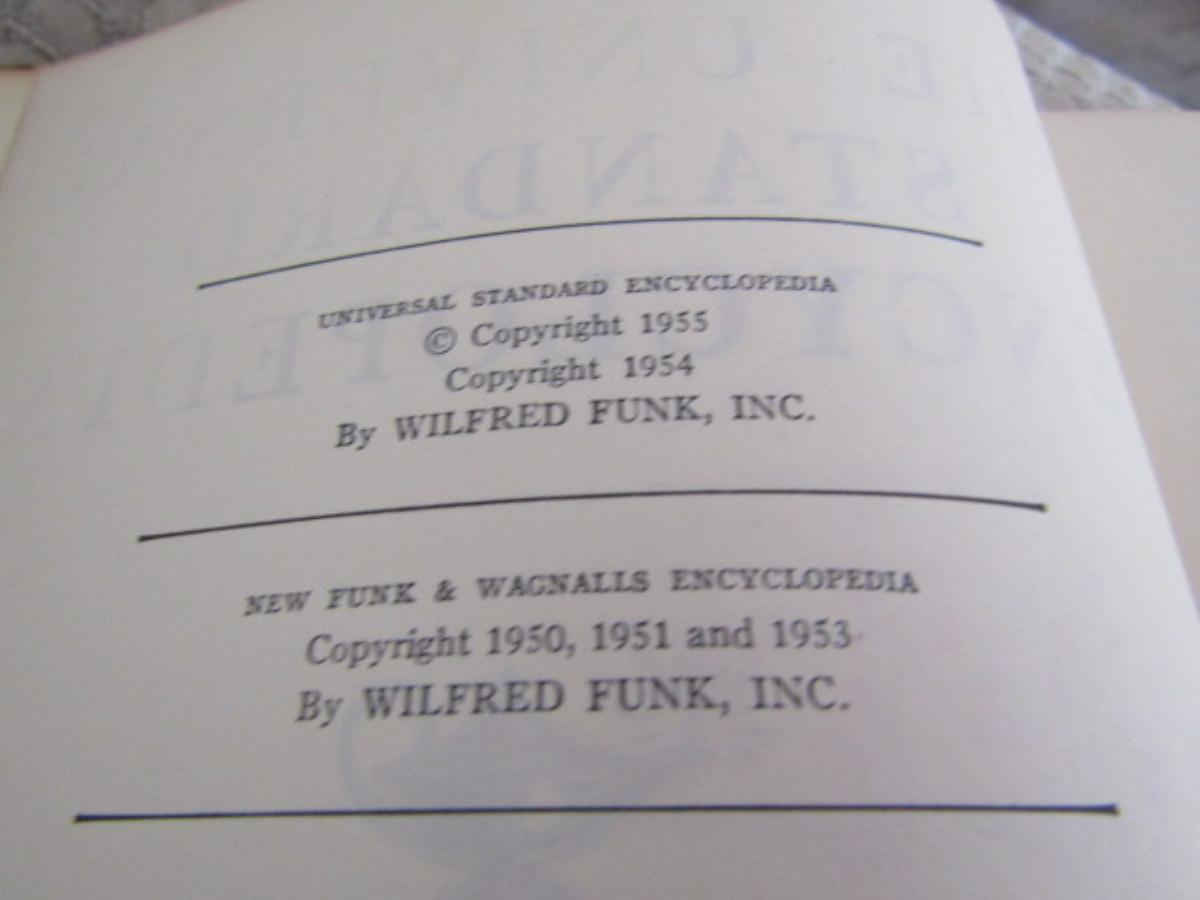 UNIVERSAL STANDARD ENCYCLOPEDIA
© Copyright 1955
Copyright 1954
By WILFRED FUNK, INC.
NEW FUNK & WAGNALLS ENCYCLOPEDIA
Copyright 1950, 1951 and 1953
By WILFRED FUNK, INC.